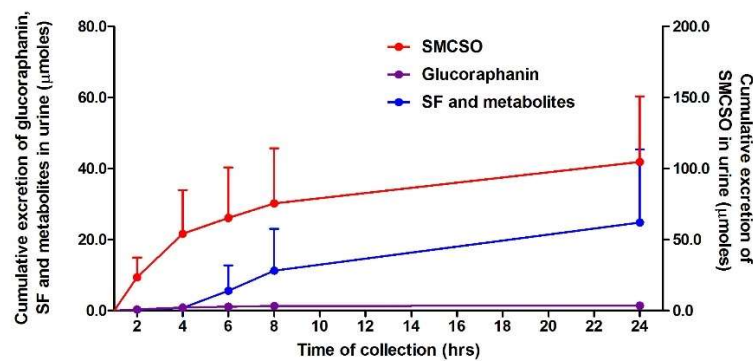 Cumulative excretion of glucoraphanin,
SF and metabolites in urine (μmoles)
80.0
60.0
40.0
20.0
0.0
SMCSO
Glucoraphanin
SF and metabolites
200.0
150.0
100.0
50.0
0.0
Cumulative excretion of
SMCSO in urine (μmoles)
2 4 6 8 10 12 14 16 18 20 22 24
Time of collection (hrs)